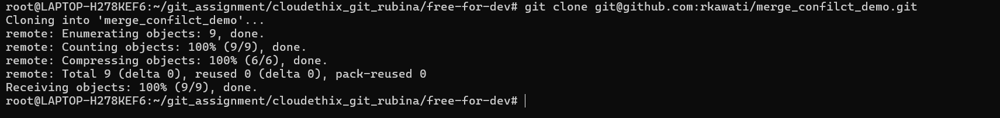 root@LAPTOP-H278KEF6:~/git_assignment/cloudethix_git_rubina/free-for-dev# git clone git@github.com:rkawati/merge_confilct_demo.git
Cloning into 'merge_confilct_demo'...
remote: Enumerating objects: 9, done.
remote: Counting objects: 100% (9/9), done.
remote: Compressing objects: 100% (6/6), done.
remote: Total 9 (delta 0), reused 0 (delta 0), pack-reused 0
Receiving objects: 100% (9/9), done.
root@LAPTOP-H278KEF6:~/git_assignment/cloudethix_git_rubina/free-for-dev#